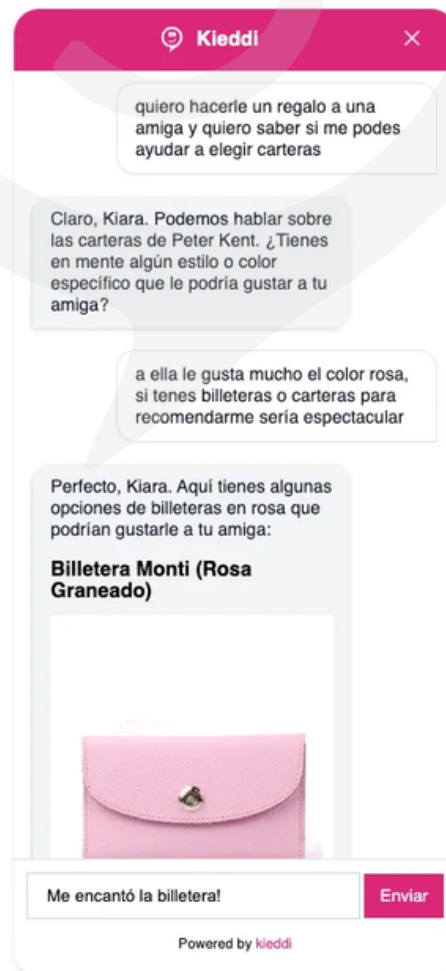 Kieddi
quiero hacerle un regalo a una
amiga y quiero saber si me podes
ayudar a elegir carteras
Claro, Kiara. Podemos hablar sobre
las carteras de Peter Kent. ¿Tienes
en mente algún estilo o color
específico que le podría gustar a tu
amiga?
a ella le gusta mucho el color rosa,
si tenes billeteras o carteras para
recomendarme sería espectacular
Perfecto, Kiara. Aquí tienes algunas
opciones de billeteras en rosa que
podrían gustarle a tu amiga:
Billetera Monti (Rosa
Graneado)
Me encantó la billetera!
Enviar
Powered by kieddi